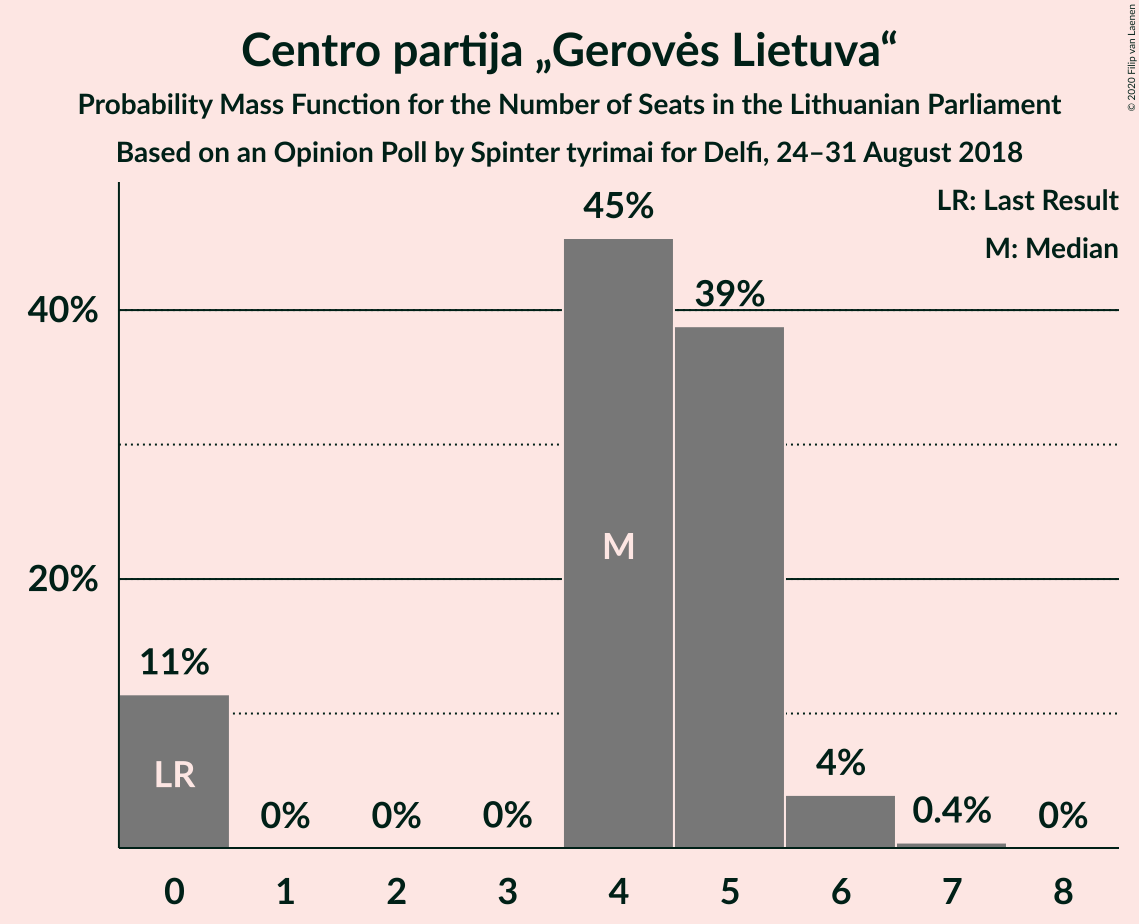 Centro partija „Gerovės Lietuva“
Probability Mass Function for the Number of Seats in the Lithuanian Parliament
Based on an Opinion Poll by Spinter tyrimai for Delfi, 24–31 August 2018
© 2020 Filip van Laenen
LR: Last Result
M: Median
40%
20%
11%
0%
0%
0%
45%
39%
4%
0.4%
0%
LR
M
0 1 2 3 4 5 6 7 8